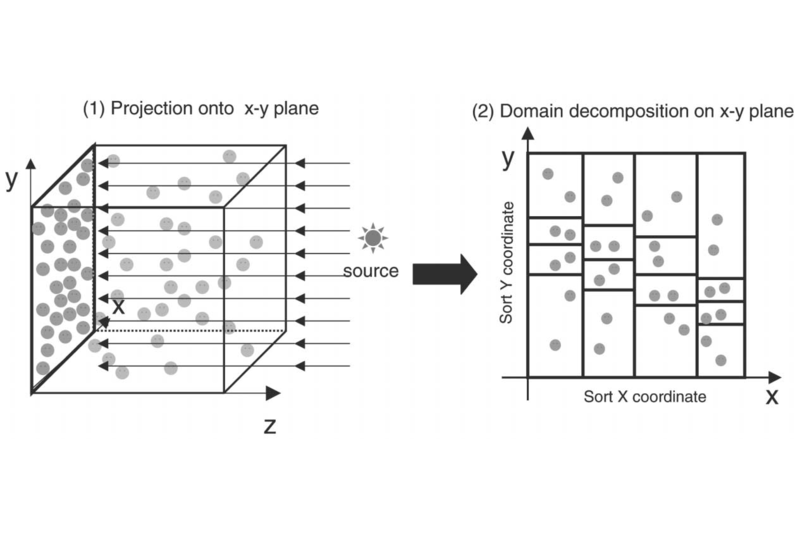 (1) Projection onto x-y plane
(2) Domain decomposition on x-y plane
y
x
z
source
y
Sort Y coordinate
Sort X coordinate
x